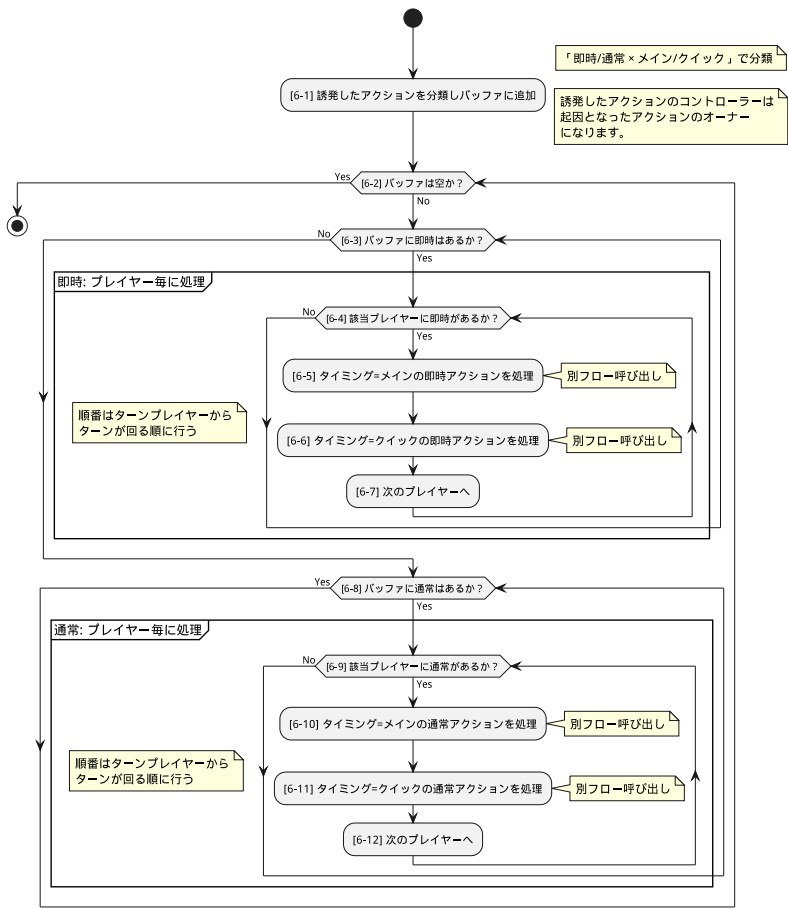 「即時/通常 × メイン/クイック」で分類
[6-1] 誘発したアクションを分類しバッファに追加
誘発したアクションのコントローラーは
起因となったアクションのオーナー
になります。
Yes
[6-2] バッファは空か？
No
No
[6-3] バッファに即時はあるか？
Yes
即時: プレイヤー毎に処理
No
[6-4] 該当プレイヤーに即時があるか？
Yes
[6-5] タイミング=メインの即時アクションを処理
別フロー呼び出し
順番はターンプレイヤーから
ターンが回る順に行う
[6-6] タイミング=クイックの即時アクションを処理
別フロー呼び出し
[6-7] 次のプレイヤーへ
Yes
[6-8] バッファに通常はあるか？
Yes
通常: プレイヤー毎に処理
No
[6-9] 該当プレイヤーに通常があるか？
Yes
[6-10] タイミング=メインの通常アクションを処理
別フロー呼び出し
順番はターンプレイヤーから
ターンが回る順に行う
[6-11] タイミング=クイックの通常アクションを処理
別フロー呼び出し
[6-12] 次のプレイヤーへ